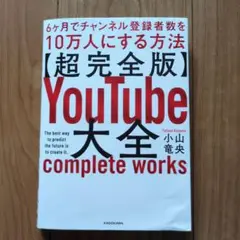 6ヶ月でチャンネル登録者数を
10万人にする方法
【超完全版】
YouTube
大全
The best way
to predict
the future is
to create it.
小山
竜央
complete works
KADOKAWA